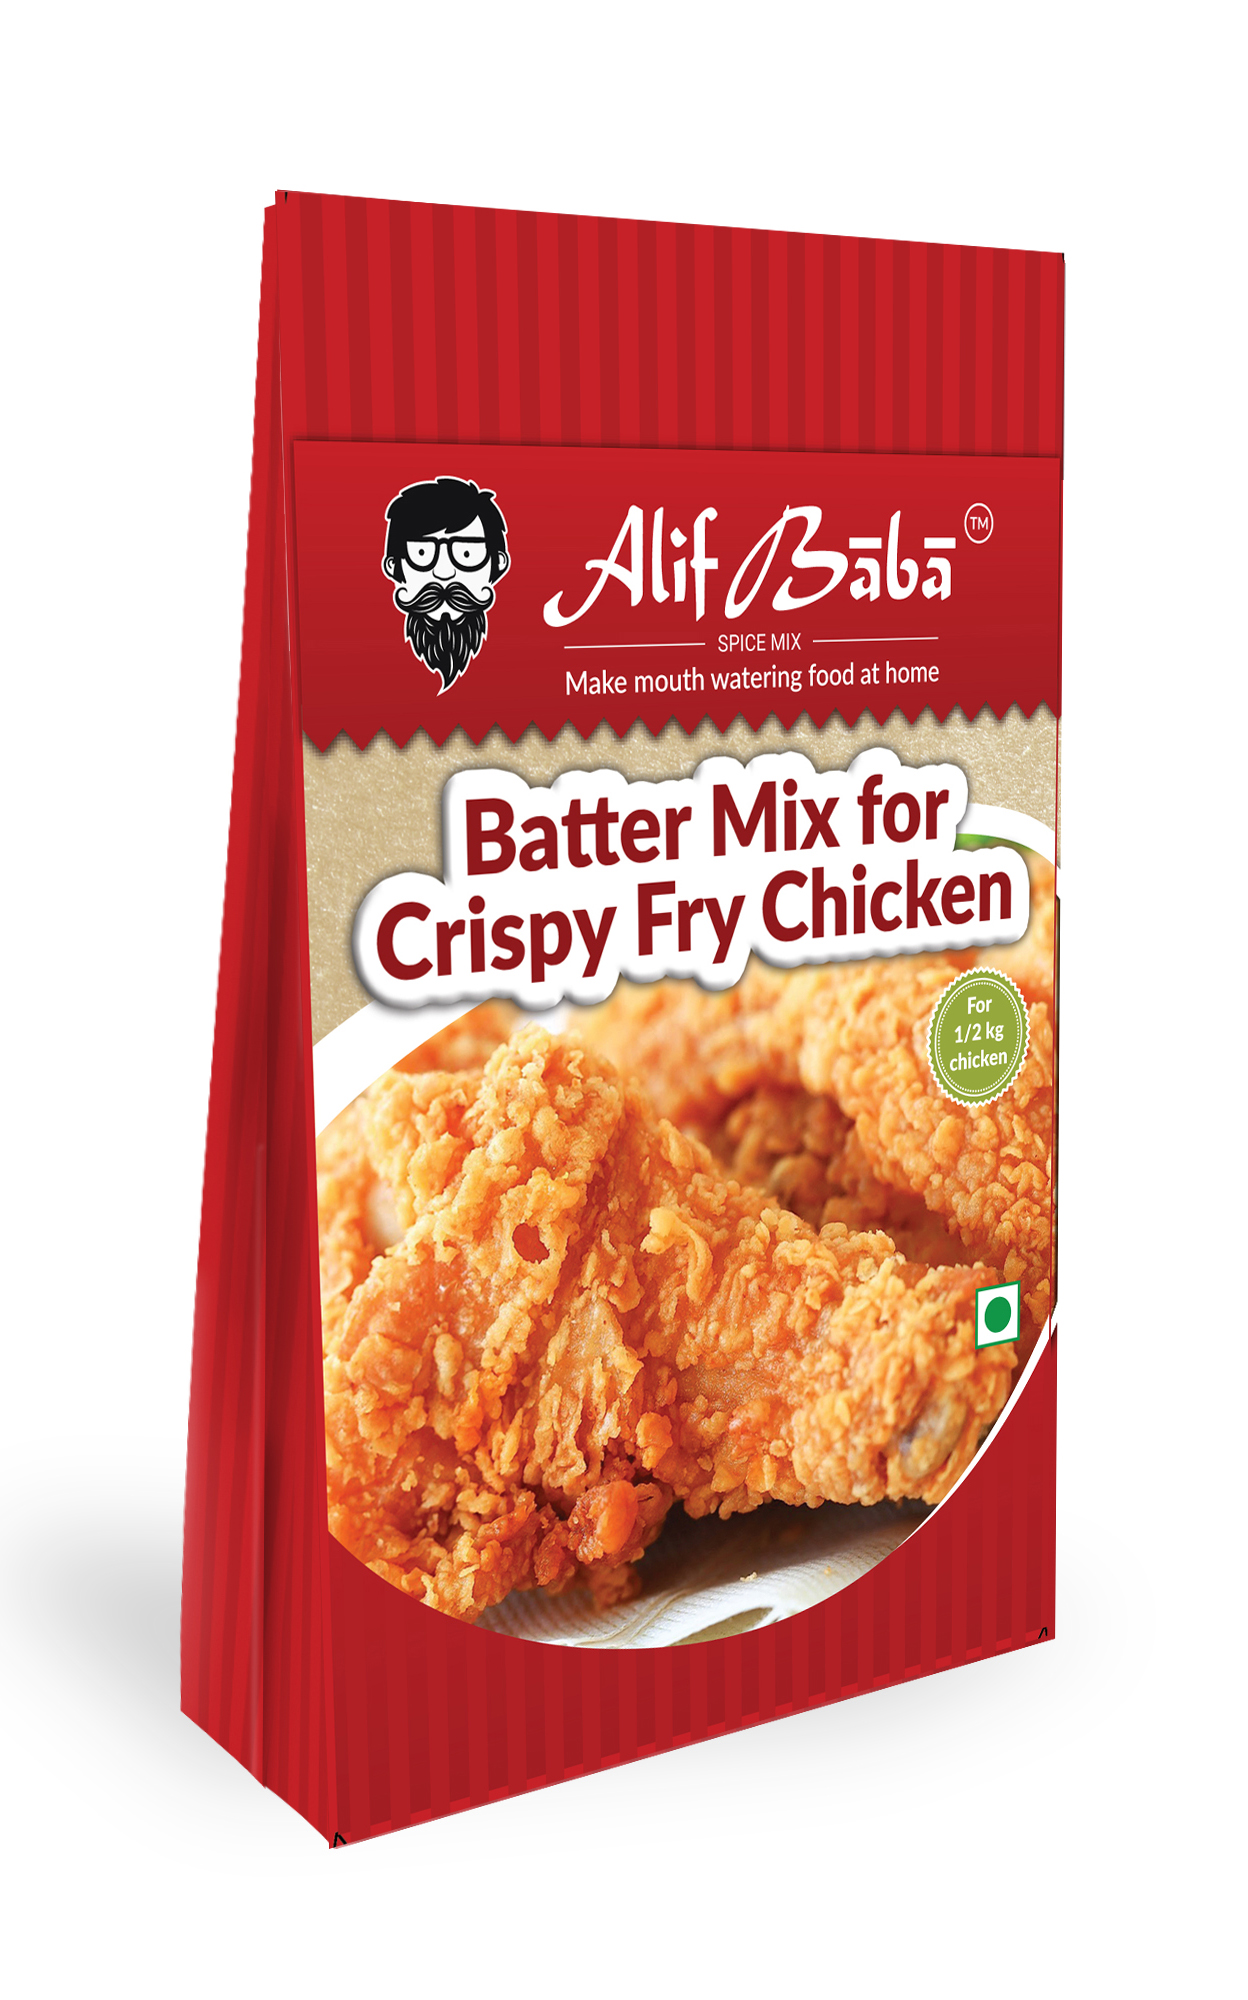 Alif Bābā
TM
SPICE MIX
Make mouth watering food at home
Batter Mix for
Crispy Fry Chicken
For
1/2 kg
chicken